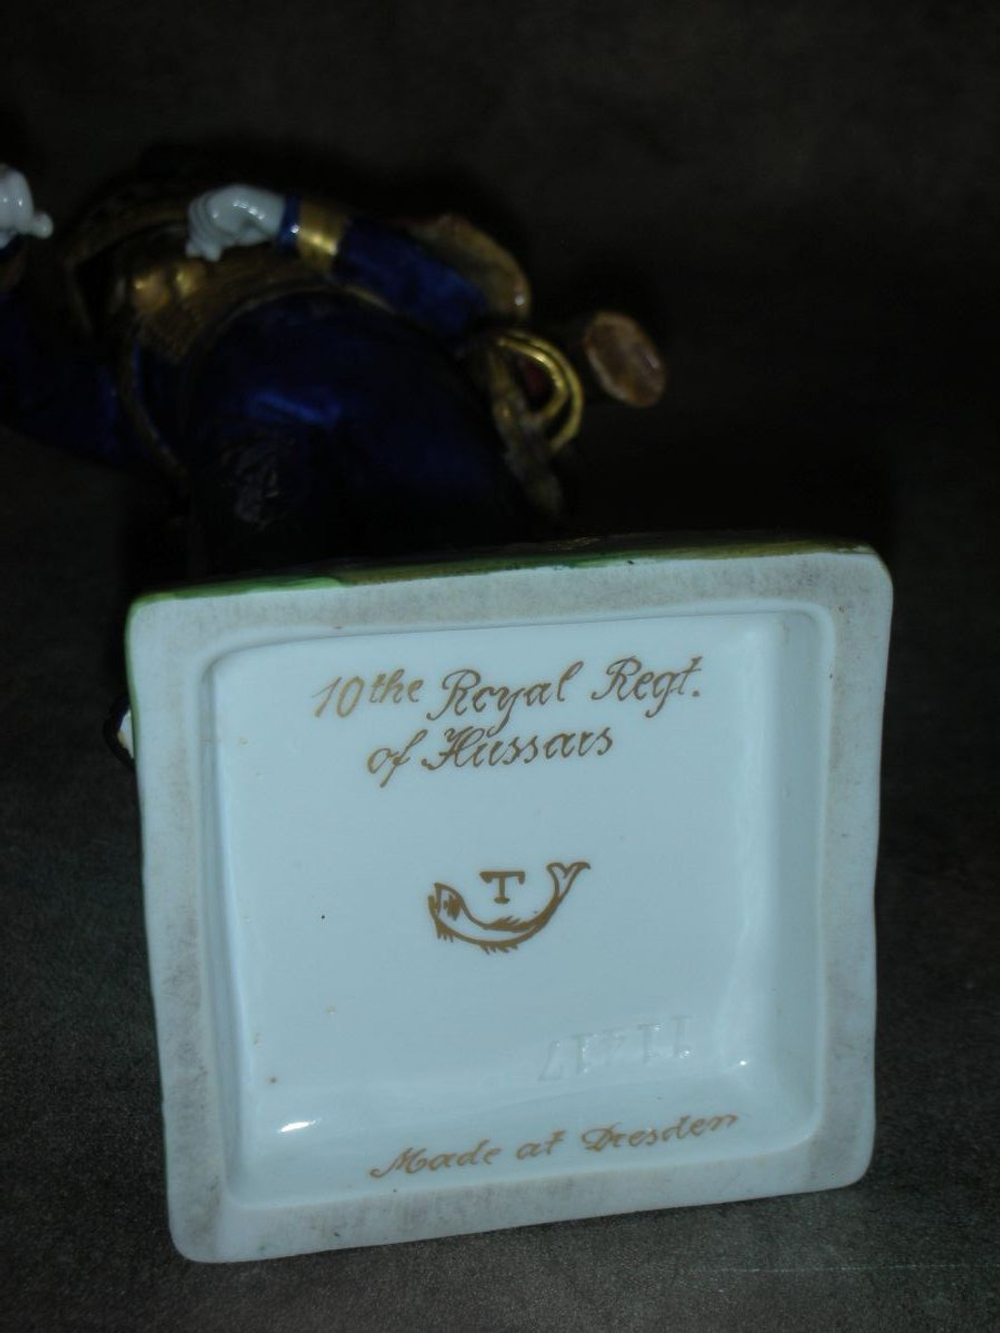 10the Royal Regt.
of Hussars
T
Made at Dresden